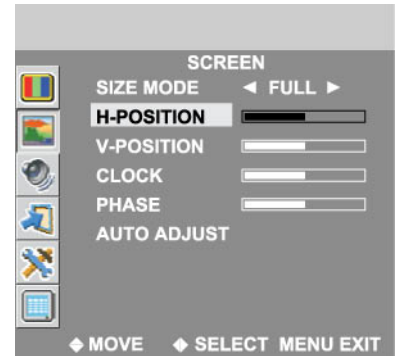 SCREEN
SIZE MODE ◄ FULL ►
H-POSITION
V-POSITION
CLOCK
PHASE
AUTO ADJUST
MOVE SELECT MENU EXIT